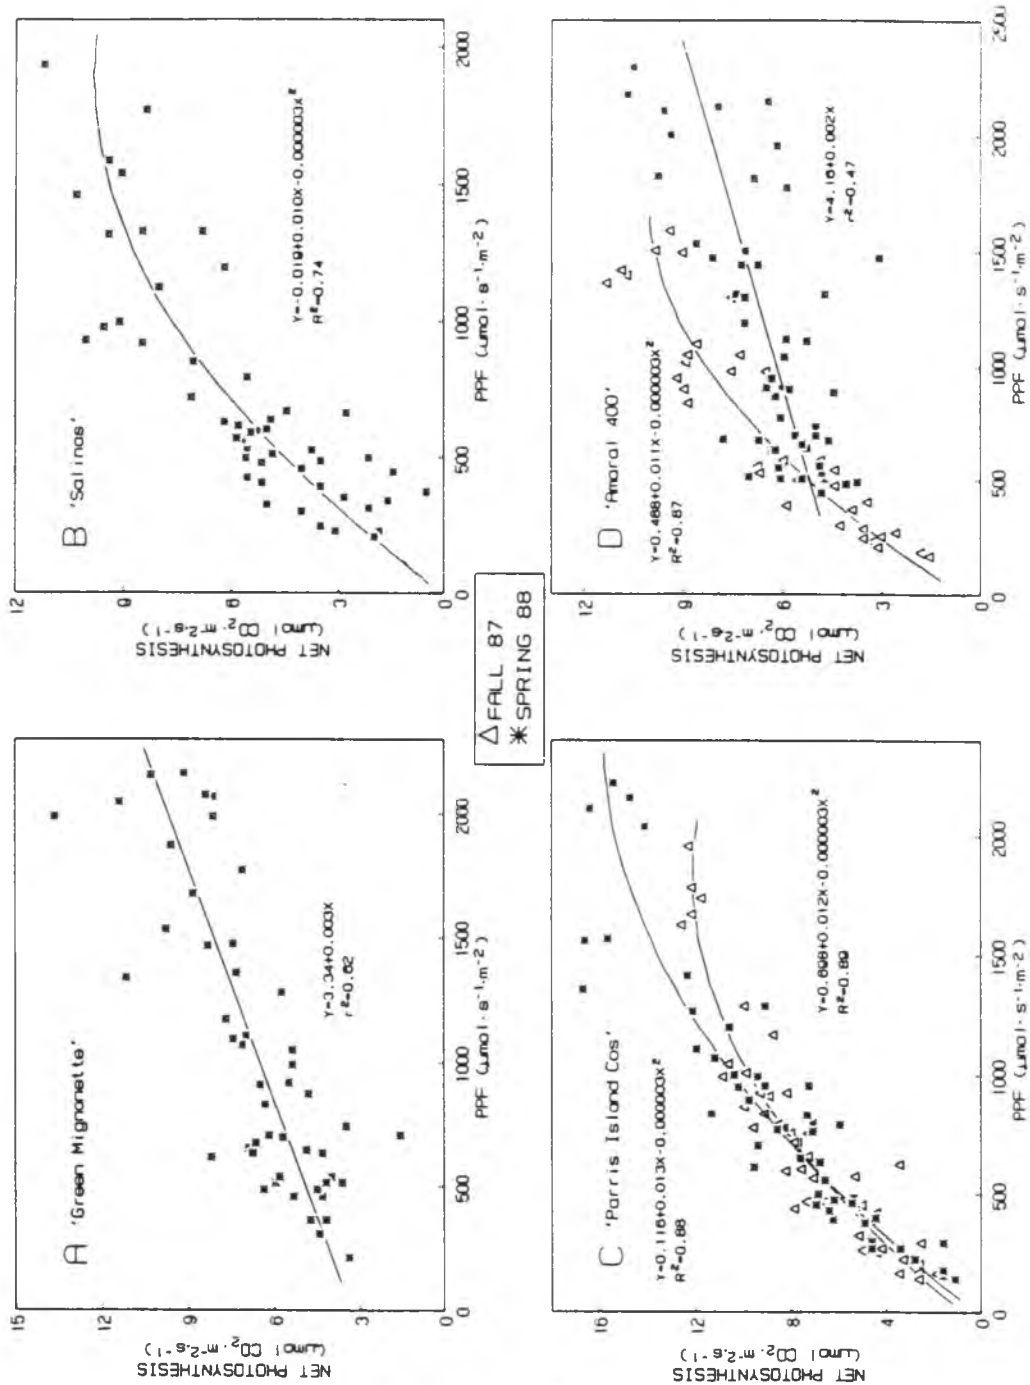 A 'Green Mignonette'
Y=3.34+0.003X
r²=0.62
15
12
9
6
3
0
NET PHOTOSYNTHESIS
(μmol CO₂·m⁻²·s⁻¹)
0
500
1000
1500
2000
PPF (μmol·s⁻¹·m⁻²)
B 'Salinas'
Y=-0.019+0.010X-0.000003X²
R²=0.74
12
9
6
3
0
NET PHOTOSYNTHESIS
(μmol CO₂·m⁻²·s⁻¹)
0
500
1000
1500
2000
PPF (μmol·s⁻¹·m⁻²)
△ FALL 87
* SPRING 88
C 'Parris Island Cos'
Y=0.116+0.013X-0.000003X²
R²=0.88
Y=0.698+0.012X-0.000003X²
R²=0.89
16
12
8
4
0
NET PHOTOSYNTHESIS
(μmol CO₂·m⁻²·s⁻¹)
0
500
1000
1500
2000
PPF (μmol·s⁻¹·m⁻²)
D 'Amaral 400'
Y=0.488+0.011X-0.000003X²
R²=0.87
Y=4.16+0.002X
r²=0.47
12
9
6
3
0
NET PHOTOSYNTHESIS
(μmol CO₂·m⁻²·s⁻¹)
0
500
1000
1500
2000
2500
PPF (μmol·s⁻¹·m⁻²)